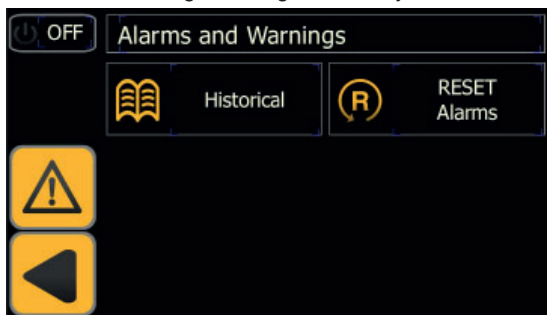 OFF
Alarms and Warnings
Historical
R
RESET
Alarms